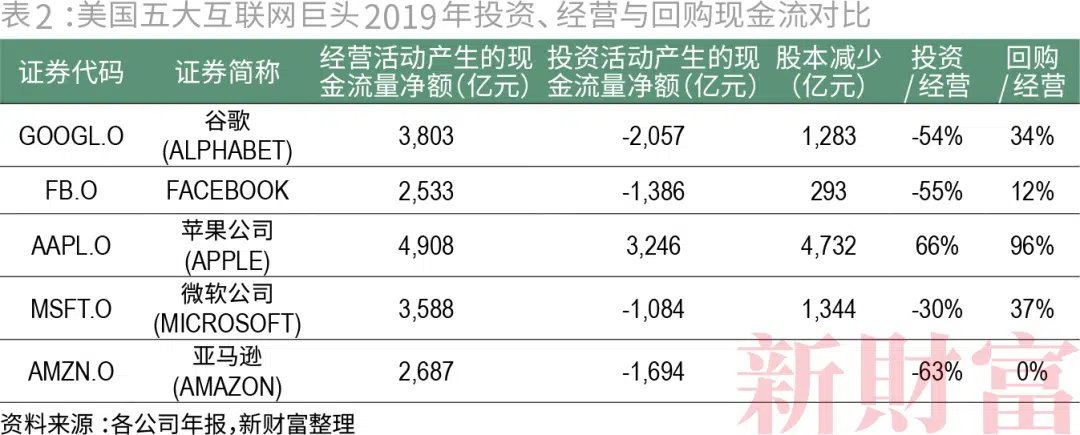 表2：美国五大互联网巨头2019年投资、经营与回购现金流对比
证券代码 证券简称 经营活动产生的现金流量净额(亿元) 投资活动产生的现金流量净额(亿元) 股本减少(亿元) 投资/经营 回购/经营
GOOGL.O 谷歌(ALPHABET) 3,803 -2,057 1,283 -54% 34%
FB.O FACEBOOK 2,533 -1,386 293 -55% 12%
AAPL.O 苹果公司(APPLE) 4,908 3,246 4,732 66% 96%
MSFT.O 微软公司(MICROSOFT) 3,588 -1,084 1,344 -30% 37%
AMZN.O 亚马逊(AMAZON) 2,687 -1,694 -63% 0%
资料来源：各公司年报，新财富整理
新財富